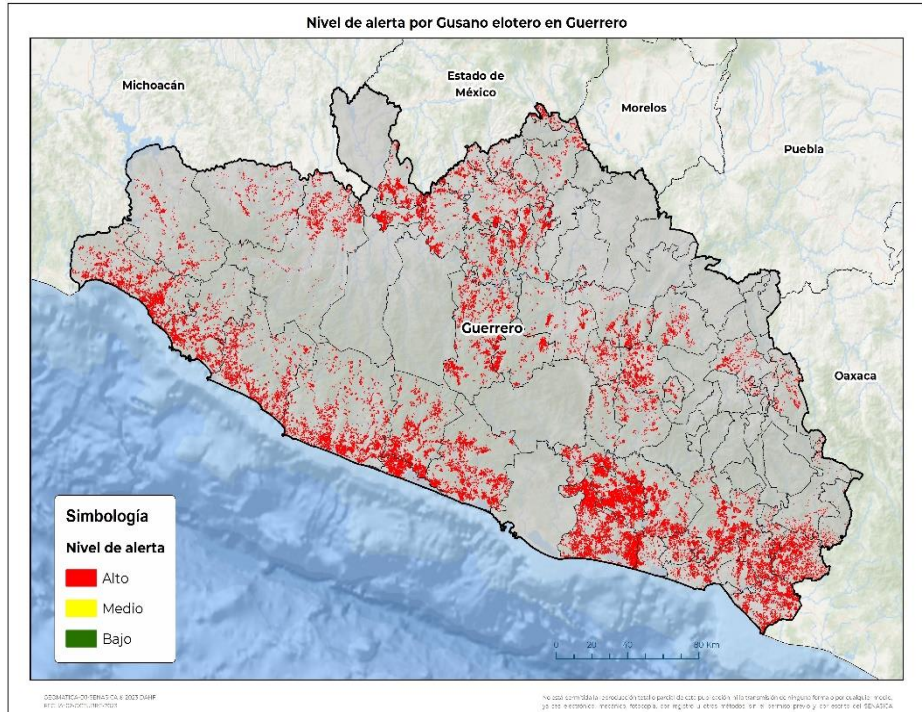 Nivel de alerta por Gusano elotero en Guerrero
Michoacán
Estado de
México
Morelos
Puebla
Guerrero
Oaxaca
Simbología
Nivel de alerta
Alto
Medio
Bajo
0 20 40 80 Km